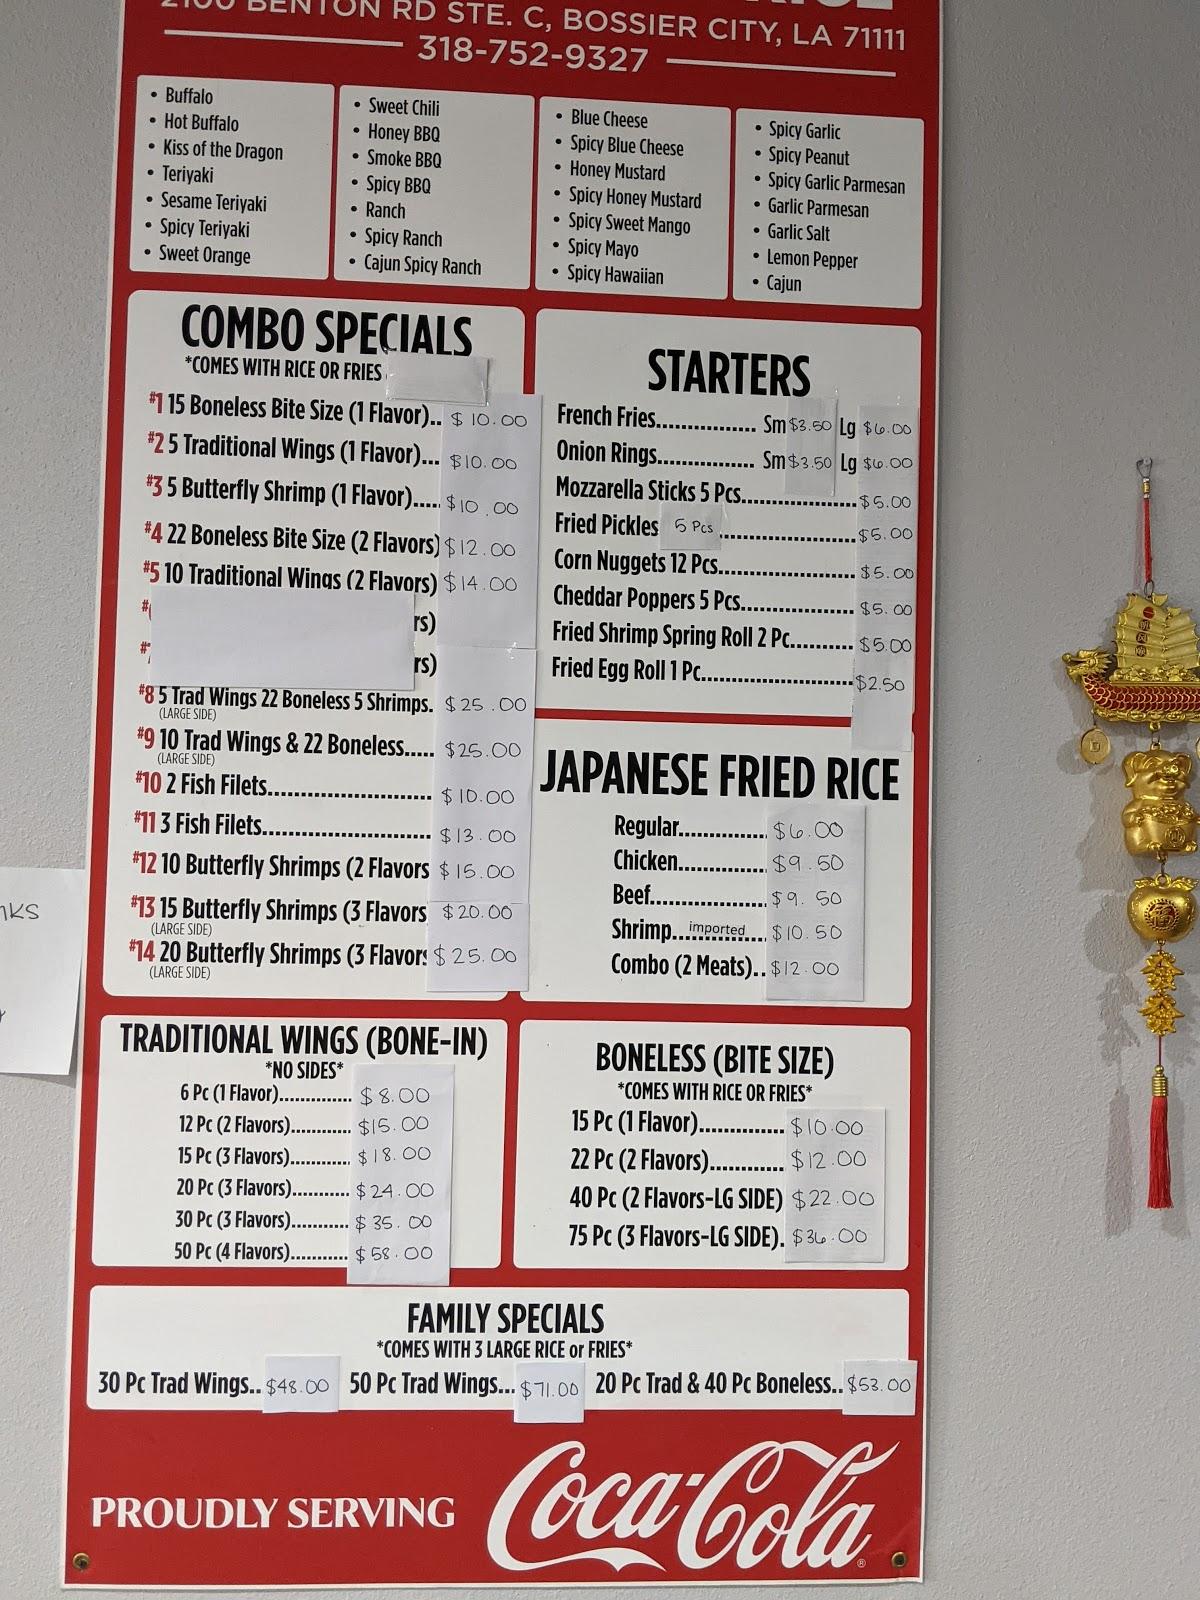 2100 BENTON RD STE. C, BOSSIER CITY, LA 71111
318-752-9327
• Buffalo
• Hot Buffalo
• Kiss of the Dragon
• Teriyaki
• Sesame Teriyaki
• Spicy Teriyaki
• Sweet Orange
• Sweet Chili
• Honey BBQ
• Smoke BBQ
• Spicy BBQ
• Ranch
• Spicy Ranch
• Cajun Spicy Ranch
• Blue Cheese
• Spicy Blue Cheese
• Honey Mustard
• Spicy Honey Mustard
• Spicy Sweet Mango
• Spicy Mayo
• Spicy Hawaiian
• Spicy Garlic
• Spicy Peanut
• Spicy Garlic Parmesan
• Garlic Parmesan
• Garlic Salt
• Lemon Pepper
• Cajun
COMBO SPECIALS
*COMES WITH RICE OR FRIES
#1 15 Boneless Bite Size (1 Flavor).. $10.00
#2 5 Traditional Wings (1 Flavor)... $10.00
#3 5 Butterfly Shrimp (1 Flavor)..... $10.00
#4 22 Boneless Bite Size (2 Flavors) $12.00
#5 10 Traditional Wings (2 Flavors) $14.00
rs)
rs)
#8 5 Trad Wings 22 Boneless 5 Shrimps. $25.00
(LARGE SIDE)
#9 10 Trad Wings & 22 Boneless..... $25.00
(LARGE SIDE)
#10 2 Fish Filets.............................. $10.00
#11 3 Fish Filets............................... $13.00
#12 10 Butterfly Shrimps (2 Flavors $15.00
#13 15 Butterfly Shrimps (3 Flavors $20.00
(LARGE SIDE)
#14 20 Butterfly Shrimps (3 Flavors $25.00
(LARGE SIDE)
STARTERS
French Fries................ Sm $3.50 Lg $6.00
Onion Rings................ Sm $3.50 Lg $6.00
Mozzarella Sticks 5 Pcs................... $5.00
Fried Pickles 5 Pcs ...................... $5.00
Corn Nuggets 12 Pcs...................... $5.00
Cheddar Poppers 5 Pcs................... $5.00
Fried Shrimp Spring Roll 2 Pc.......... $5.00
Fried Egg Roll 1 Pc......................... $2.50
JAPANESE FRIED RICE
Regular.............. $6.00
Chicken.............. $9.50
Beef................... $9.50
Shrimp...imported... $10.50
Combo (2 Meats).. $12.00
TRADITIONAL WINGS (BONE-IN)
*NO SIDES*
6 Pc (1 Flavor).............. $8.00
12 Pc (2 Flavors)........... $15.00
15 Pc (3 Flavors)........... $18.00
20 Pc (3 Flavors)........... $24.00
30 Pc (3 Flavors)........... $35.00
50 Pc (4 Flavors)........... $58.00
BONELESS (BITE SIZE)
*COMES WITH RICE OR FRIES*
15 Pc (1 Flavor).............. $10.00
22 Pc (2 Flavors)............ $12.00
40 Pc (2 Flavors-LG SIDE) $22.00
75 Pc (3 Flavors-LG SIDE). $36.00
FAMILY SPECIALS
*COMES WITH 3 LARGE RICE or FRIES*
30 Pc Trad Wings.. $48.00 50 Pc Trad Wings... $71.00 20 Pc Trad & 40 Pc Boneless.. $53.00
PROUDLY SERVING Coca-Cola®